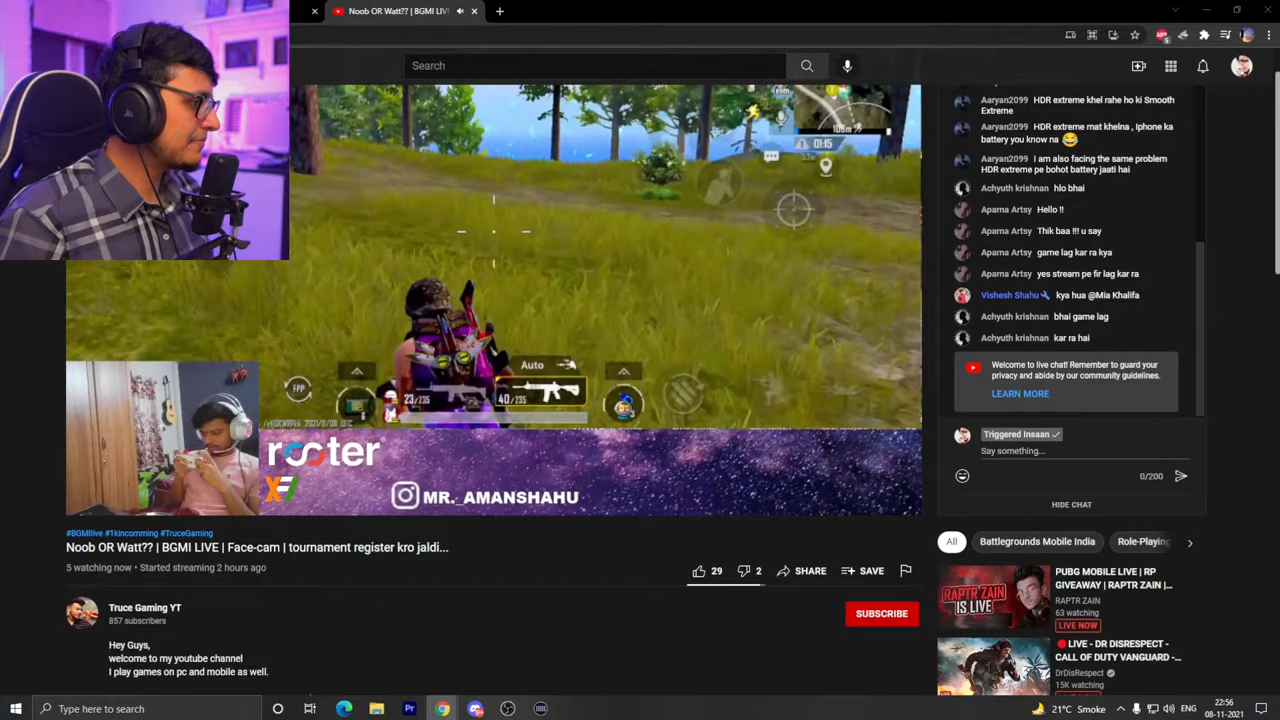 Noob OR Watt?? | BGMI LIV
Search
5
105m
01:15
Auto
23/235
40/235
FPP
3
rooter
MR._AMANSHAHU
#BGMIlive #1kincomming #TruceGaming
Noob OR Watt?? | BGMI LIVE | Face-cam | tournament register kro jaldi...
5 watching now • Started streaming 2 hours ago
29
2
SHARE
SAVE
Truce Gaming YT
857 subscribers
SUBSCRIBE
Hey Guys,
welcome to my youtube channel
I play games on pc and mobile as well.
Aaryan2099 HDR extreme khel rahe ho ki Smooth
Extreme
Aaryan2099 HDR extreme mat khelna , Iphone ka
battery you know na 😂
Aaryan2099 I am also facing the same problem
HDR extreme pe bohot battery jaati hai
Achyuth krishnan hlo bhai
Aparna Artsy Hello !!
Aparna Artsy Thik baa !!! u say
Aparna Artsy game lag kar ra kya
Aparna Artsy yes stream pe fir lag kar ra
Vishesh Shahu kya hua @Mia Khalifa
Achyuth krishnan bhai game lag
Achyuth krishnan kar ra hai
Welcome to live chat! Remember to guard your
privacy and abide by our community guidelines.
LEARN MORE
Triggered Insaan
Say something...
0/200
HIDE CHAT
All
Battlegrounds Mobile India
Role-Playing
PUBG MOBILE LIVE | RP
GIVEAWAY | RAPTR ZAIN |...
RAPTR ZAIN
63 watching
LIVE NOW
RAPTR ZAIN
IS LIVE
LIVE - DR DISRESPECT -
CALL OF DUTY VANGUARD -...
DrDisRespect
15K watching
Type here to search
Pr
21°C Smoke
22:56
08-11-2021